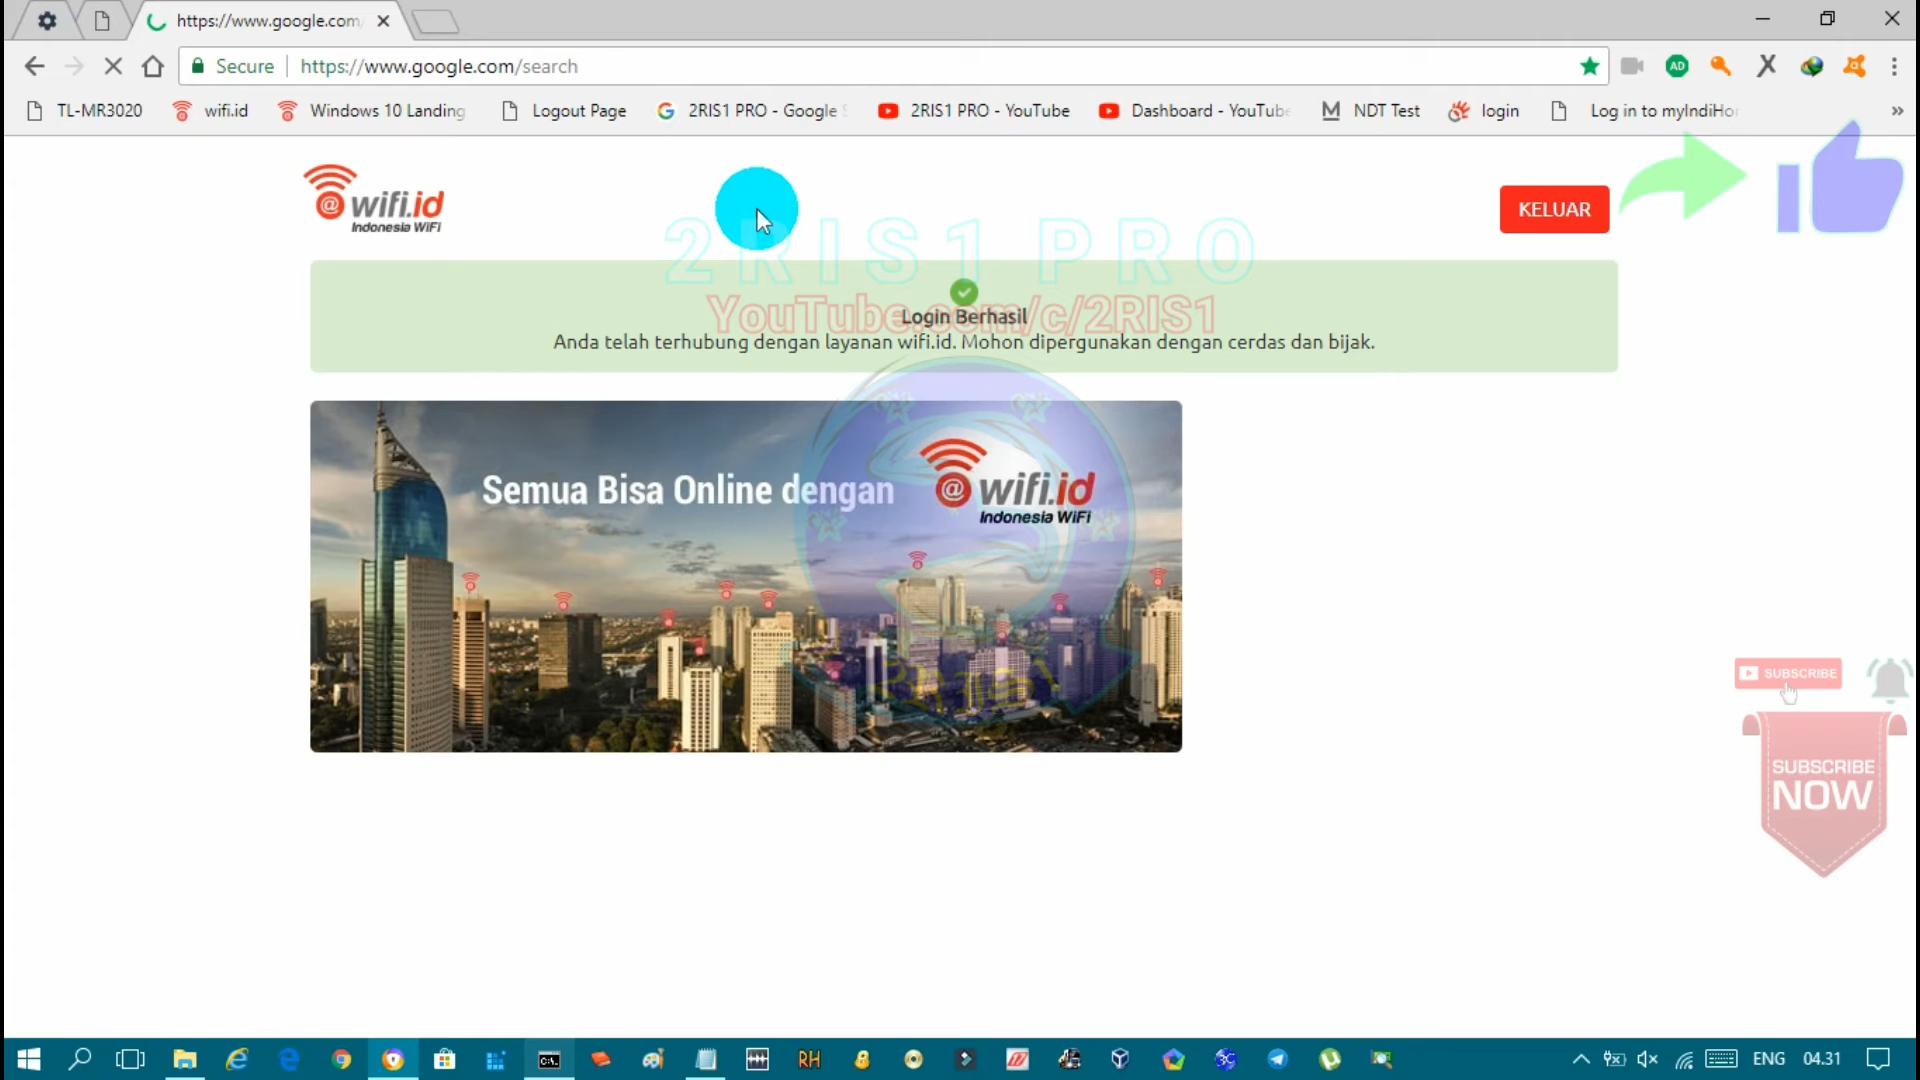 https://www.google.com/
Secure
https://www.google.com/search
AD
TL-MR3020
wifi.id
Windows 10 Landing
Logout Page
2RIS1 PRO - Google S
2RIS1 PRO - YouTube
Dashboard - YouTube
NDT Test
login
Log in to myIndiHo
@wifi.id
Indonesia WiFi
KELUAR
2RIS1 PRO
YouTube.com/c/2RIS1
Login Berhasil
Anda telah terhubung dengan layanan wifi.id. Mohon dipergunakan dengan cerdas dan bijak.
Semua Bisa Online dengan
@wifi.id
Indonesia WiFi
SUBSCRIBE
SUBSCRIBE
NOW
RH
ENG
04.31